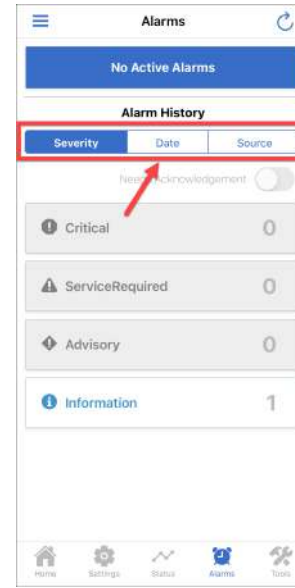 Alarms
No Active Alarms
Alarm History
Severity Date Source
Needs Acknowledgement
Critical 0
ServiceRequired 0
Advisory 0
Information 1
Home Settings Status Alarms Tools